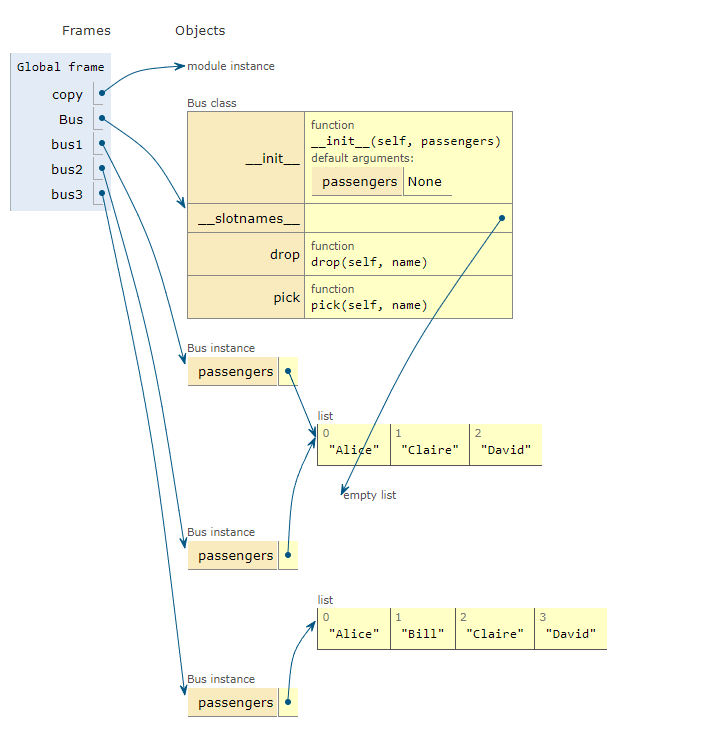 Frames Objects
Global frame
copy
Bus
bus1
bus2
bus3
module instance
Bus class
__init__
function
__init__(self, passengers)
default arguments:
passengers None
__slotnames__
drop
function
drop(self, name)
pick
function
pick(self, name)
Bus instance
passengers
list
0 1 2
"Alice" "Claire" "David"
empty list
Bus instance
passengers
list
0 1 2 3
"Alice" "Bill" "Claire" "David"
Bus instance
passengers